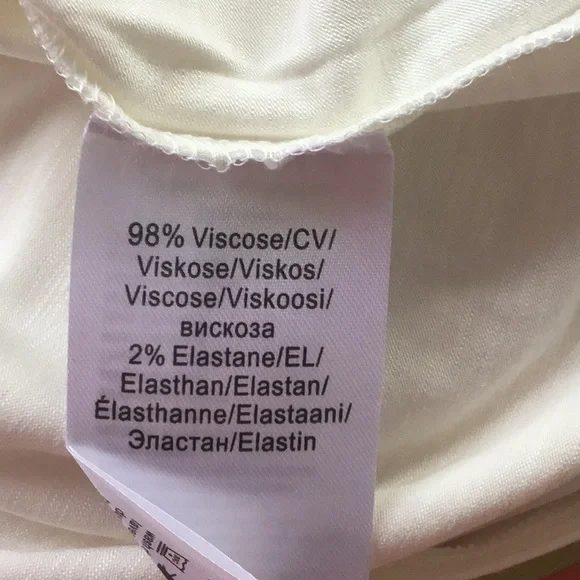 98% Viscose/CV/
Viskose/Viskos/
Viscose/Viskoosi/
вискоза
2% Elastane/EL/
Elasthan/Elastan/
Élasthanne/Elastaani/
Эластан/Elastin